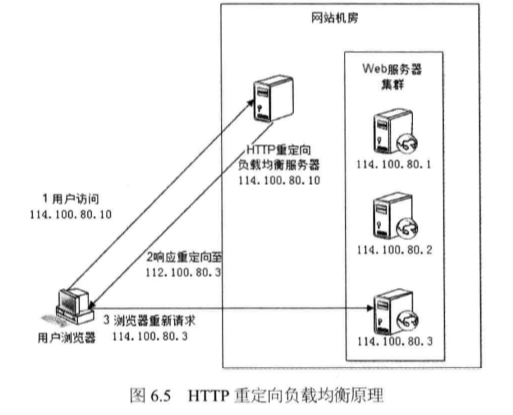 网站机房
Web服务器
集群
HTTP重定向
负载均衡服务器
114.100.80.10
114.100.80.1
1 用户访问
114.100.80.10
114.100.80.2
2响应重定向至
112.100.80.3
3 浏览器重新请求
114.100.80.3
用户浏览器
114.100.80.3
图 6.5 HTTP 重定向负载均衡原理